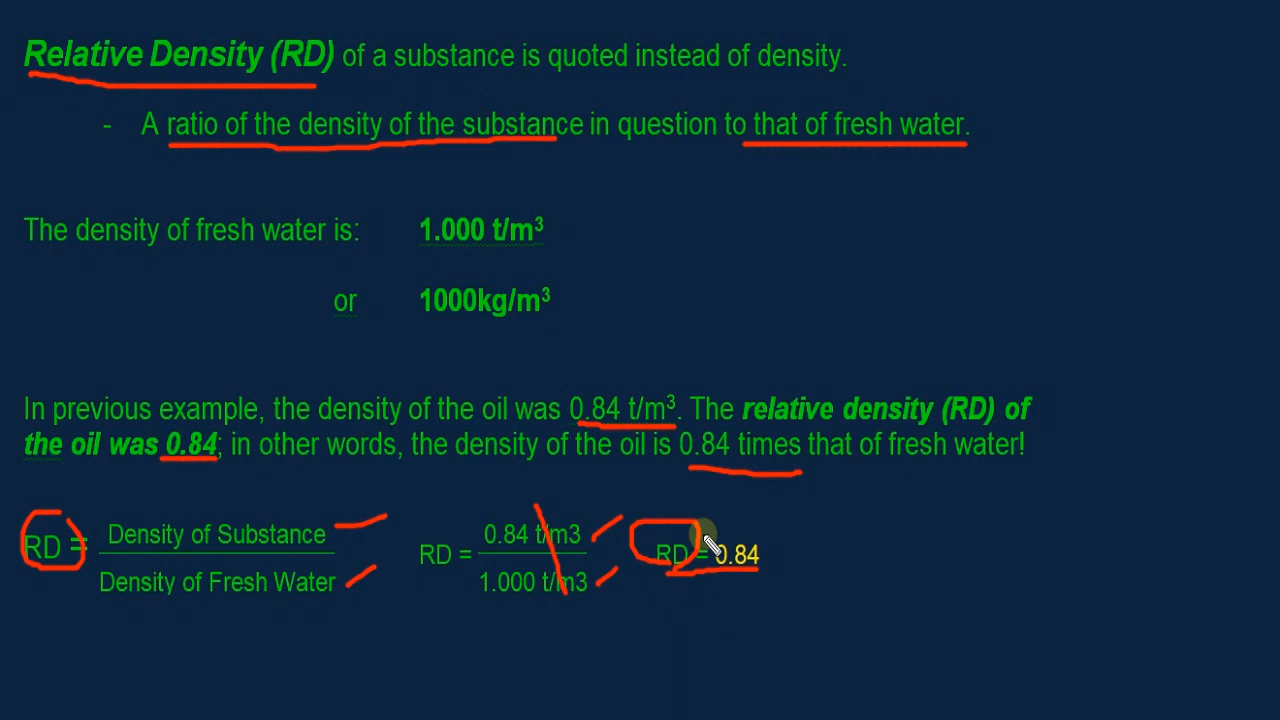 Relative Density (RD) of a substance is quoted instead of density.
- A ratio of the density of the substance in question to that of fresh water.
The density of fresh water is: 1.000 t/m³
or 1000kg/m³
In previous example, the density of the oil was 0.84 t/m³. The relative density (RD) of
the oil was 0.84; in other words, the density of the oil is 0.84 times that of fresh water!
RD = Density of Substance
Density of Fresh Water
RD = 0.84 t/m3
1.000 t/m3
RD = 0.84